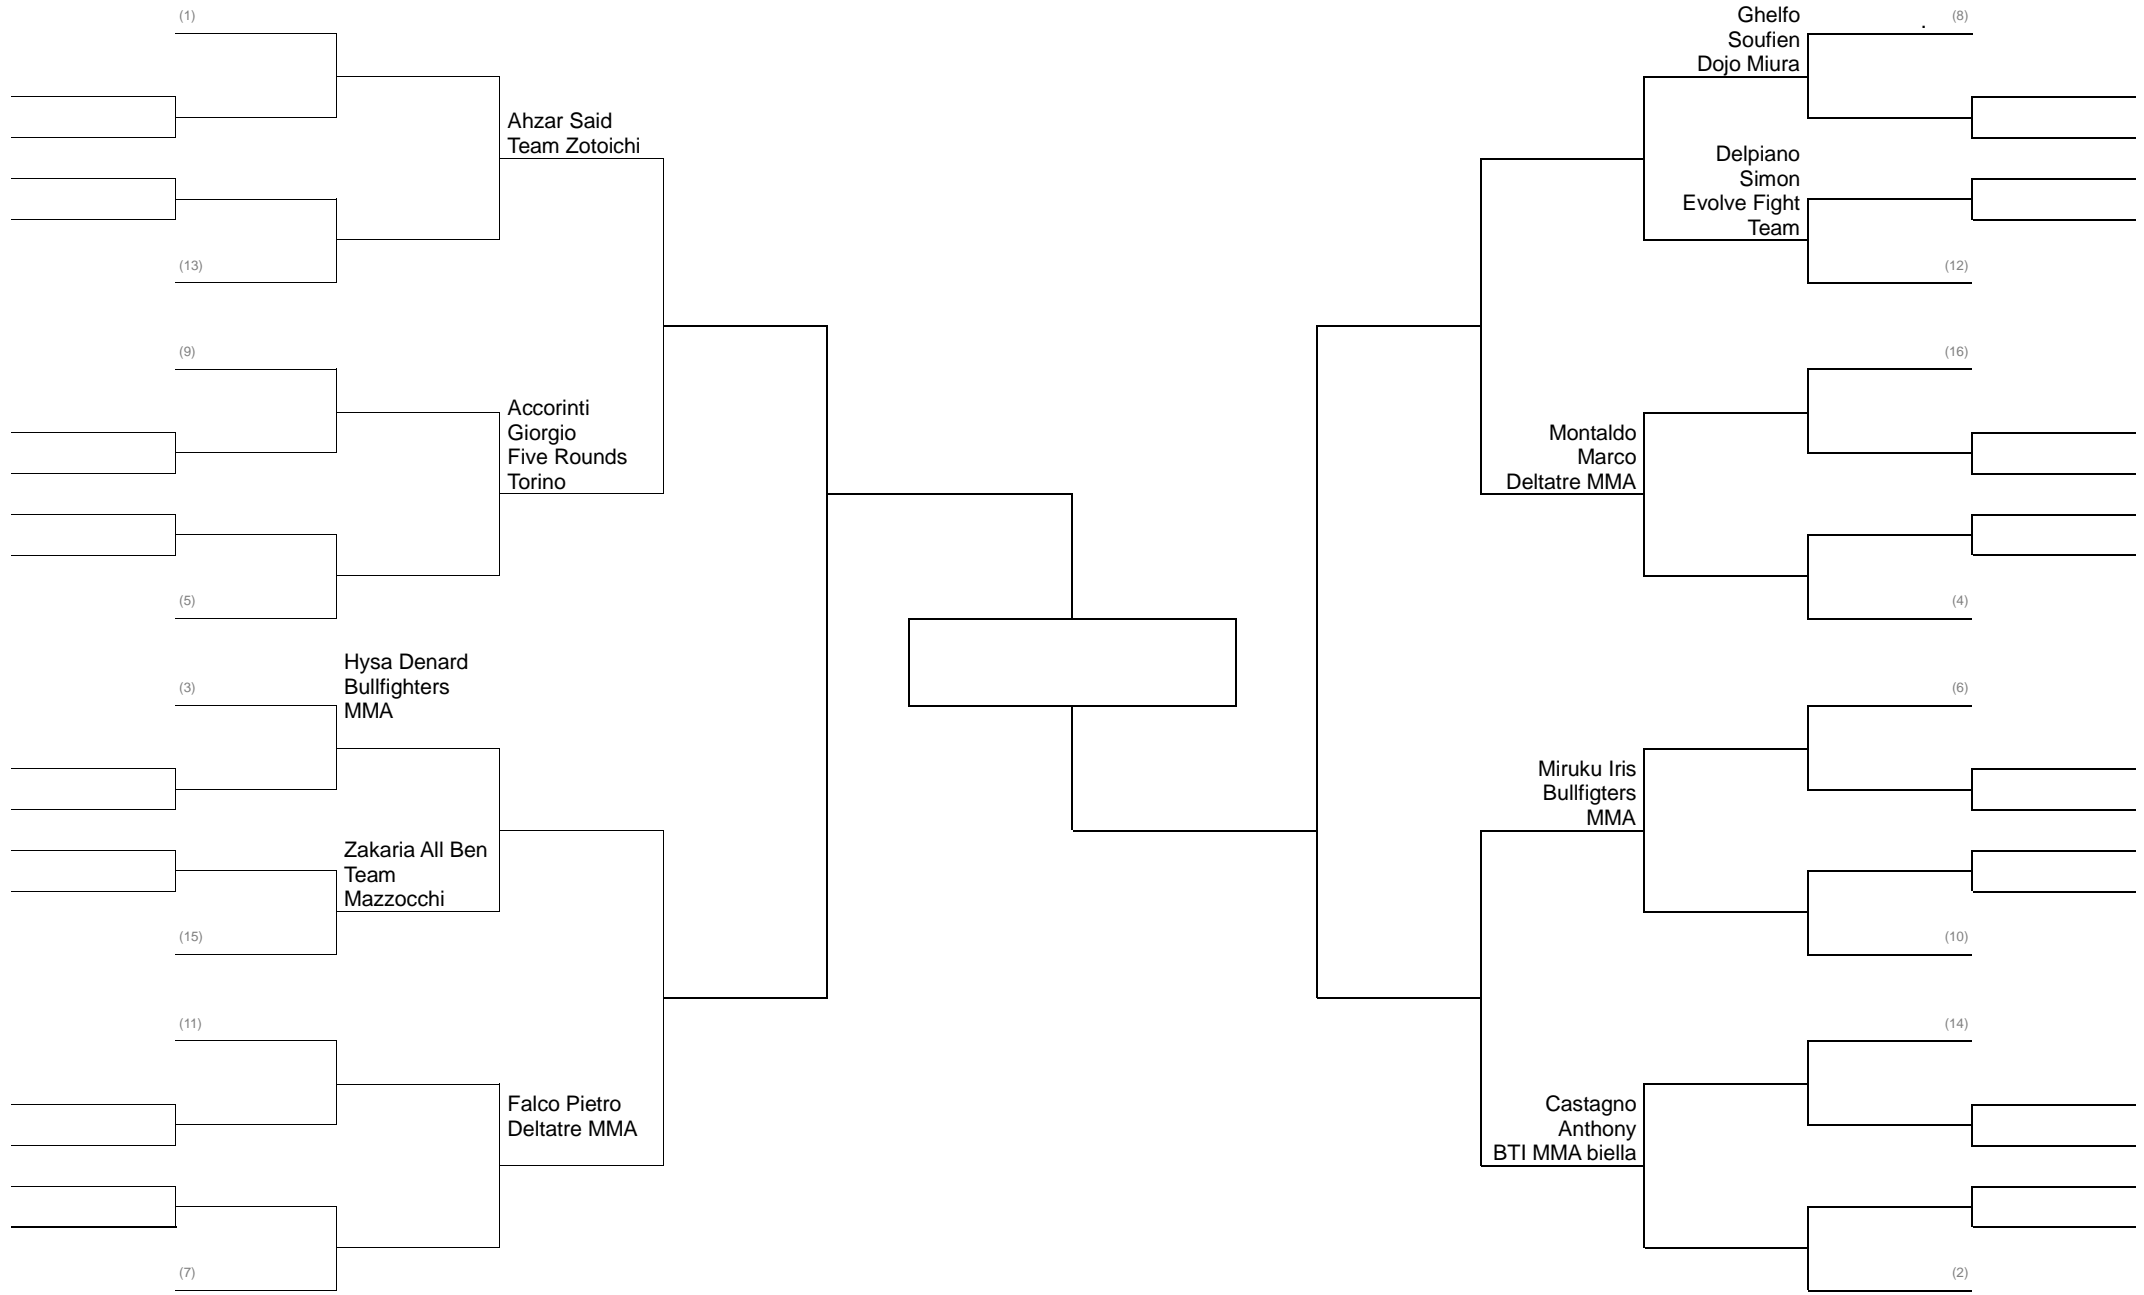 (1)
Ahzar Said
Team Zotoichi
(13)
(9)
Accorinti
Giorgio
Five Rounds
Torino
(5)
Hysa Denard
Bullfighters
MMA
(3)
Zakaria All Ben
Team
Mazzocchi
(15)
(11)
Falco Pietro
Deltatre MMA
(7)
Ghelfo
Soufien
Dojo Miura
. (8)
Delpiano
Simon
Evolve Fight
Team
(12)
(16)
Montaldo
Marco
Deltatre MMA
(4)
(6)
Miruku Iris
Bullfigters
MMA
(10)
(14)
Castagno
Anthony
BTI MMA biella
(2)